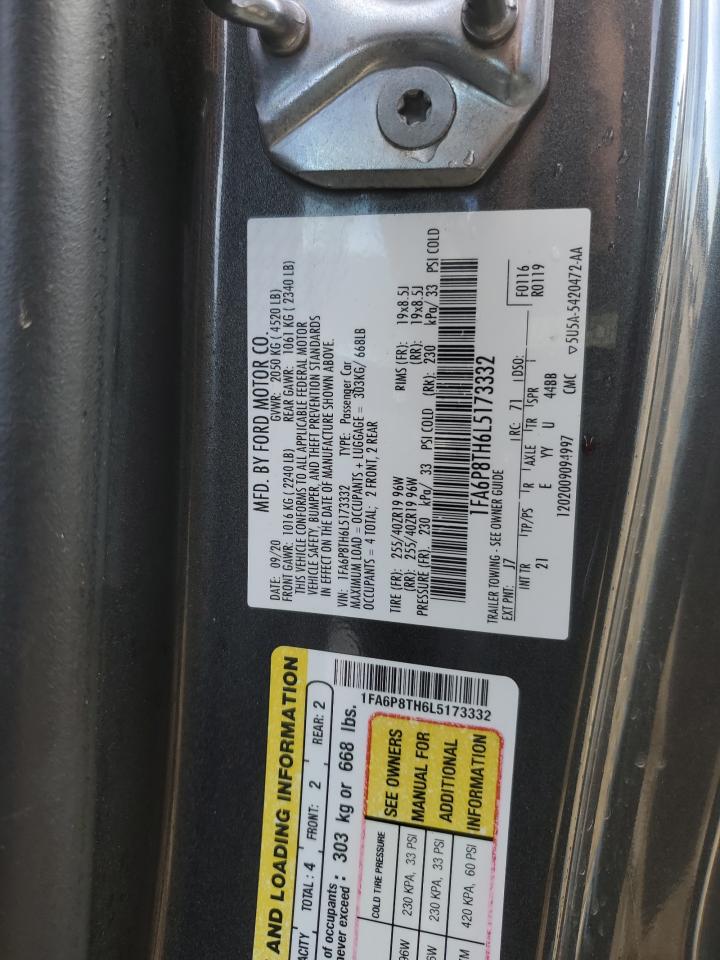 MFD. BY FORD MOTOR CO.
DATE: 09/20 GVWR: 2050 KG ( 4520 LB)
FRONT GAWR: 1016 KG ( 2240 LB) REAR GAWR: 1061 KG ( 2340 LB)
THIS VEHICLE CONFORMS TO ALL APPLICABLE FEDERAL MOTOR
VEHICLE SAFETY, BUMPER, AND THEFT PREVENTION STANDARDS
IN EFFECT ON THE DATE OF MANUFACTURE SHOWN ABOVE.
VIN: 1FA6P8TH6L5173332 TYPE: Passenger Car
MAXIMUM LOAD = OCCUPANTS + LUGGAGE = 303KG/ 668LB
OCCUPANTS = 4 TOTAL; 2 FRONT, 2 REAR
TIRE (FR): 255/40ZR19 96W RIMS (FR): 19x8.5J
(RR): 255/40ZR19 96W (RR): 19x8.5J
PRESSURE (FR): 230 kPa/ 33 PSI COLD (RR): 230 kPa/ 33 PSI COLD
1FA6P8TH6L5173332
TRAILER TOWING - SEE OWNER GUIDE
EXT PNT: J7 RC: 71 DSO: F0116
R0119
INT TR TP/PS R AXLE TR SPR
21 E YY U 44BB
1202009094997 CMC ▽5U5A-5420472-AA
AND LOADING INFORMATION
ACITY TOTAL : 4 FRONT: 2 REAR: 2
of occupants
never exceed : 303 kg or 668 lbs.
1FA6P8TH6L5173332
COLD TIRE PRESSURE
96W 230 KPA, 33 PSI
6W 230 KPA, 33 PSI
M 420 KPA, 60 PSI
SEE OWNERS
MANUAL FOR
ADDITIONAL
INFORMATION